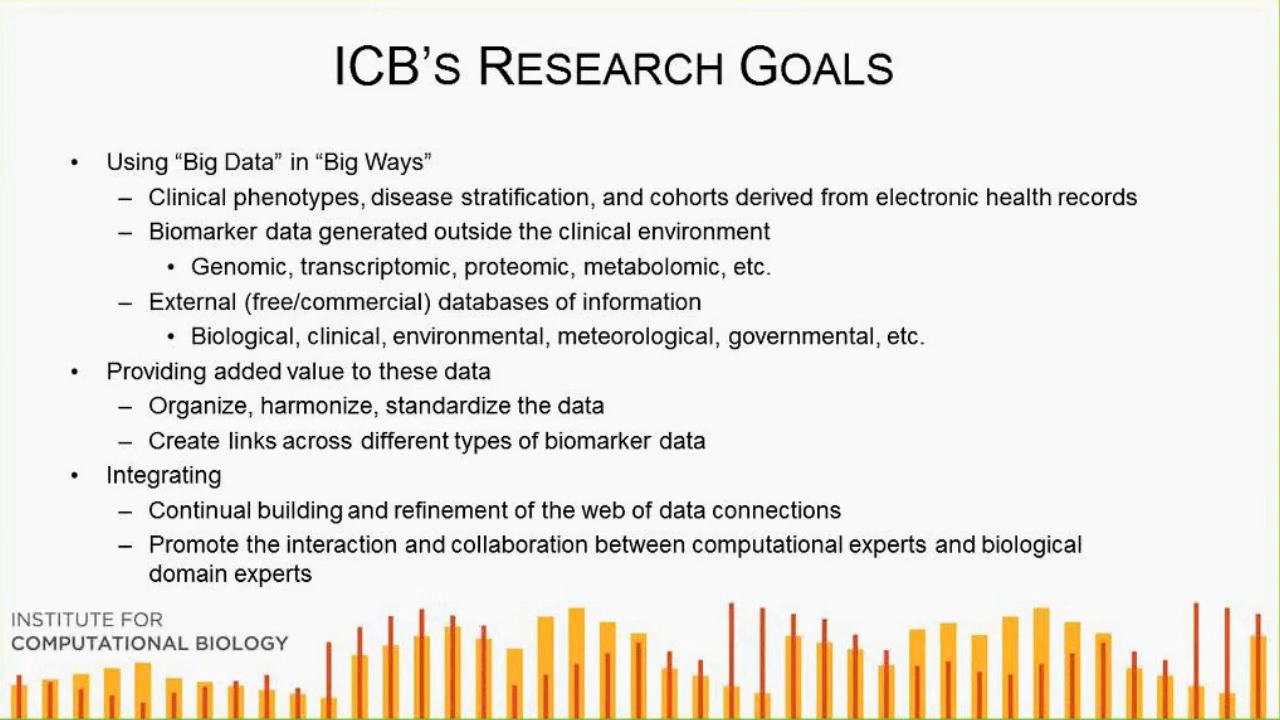 ICB's RESEARCH GOALS
• Using “Big Data” in “Big Ways”
– Clinical phenotypes, disease stratification, and cohorts derived from electronic health records
– Biomarker data generated outside the clinical environment
• Genomic, transcriptomic, proteomic, metabolomic, etc.
– External (free/commercial) databases of information
• Biological, clinical, environmental, meteorological, governmental, etc.
• Providing added value to these data
– Organize, harmonize, standardize the data
– Create links across different types of biomarker data
• Integrating
– Continual building and refinement of the web of data connections
– Promote the interaction and collaboration between computational experts and biological
domain experts
INSTITUTE FOR
COMPUTATIONAL BIOLOGY